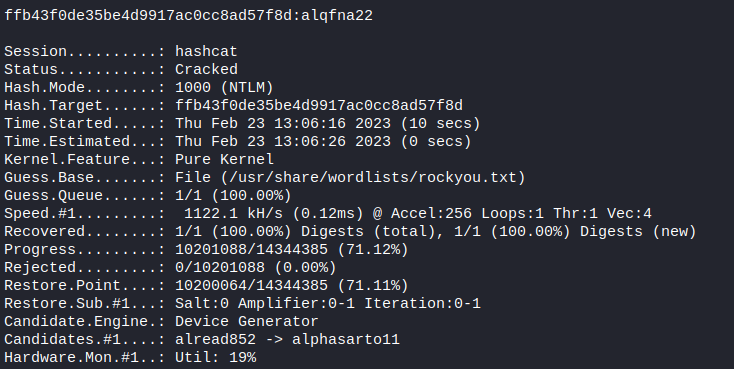 ffb43f0de35be4d9917ac0cc8ad57f8d:alqfna22
Session..........: hashcat
Status...........: Cracked
Hash.Mode........: 1000 (NTLM)
Hash.Target......: ffb43f0de35be4d9917ac0cc8ad57f8d
Time.Started.....: Thu Feb 23 13:06:16 2023 (10 secs)
Time.Estimated...: Thu Feb 23 13:06:26 2023 (0 secs)
Kernel.Feature...: Pure Kernel
Guess.Base.......: File (/usr/share/wordlists/rockyou.txt)
Guess.Queue......: 1/1 (100.00%)
Speed.#1.........:  1122.1 kH/s (0.12ms) @ Accel:256 Loops:1 Thr:1 Vec:4
Recovered........: 1/1 (100.00%) Digests (total), 1/1 (100.00%) Digests (new)
Progress.........: 10201088/14344385 (71.12%)
Rejected.........: 0/10201088 (0.00%)
Restore.Point....: 10200064/14344385 (71.11%)
Restore.Sub.#1...: Salt:0 Amplifier:0-1 Iteration:0-1
Candidate.Engine.: Device Generator
Candidates.#1....: alread852 -> alphasarto11
Hardware.Mon.#1..: Util: 19%